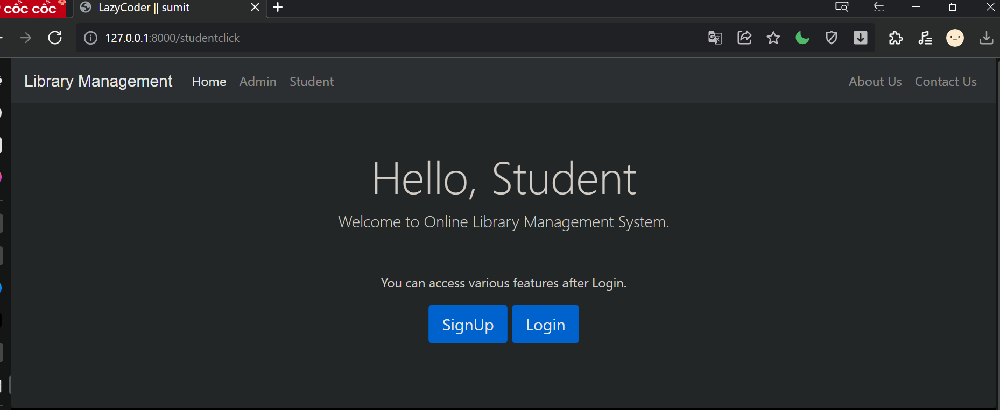 cốc cốc
LazyCoder || sumit
127.0.0.1:8000/studentclick
Library Management Home Admin Student About Us Contact Us
Hello, Student
Welcome to Online Library Management System.
You can access various features after Login.
SignUp Login